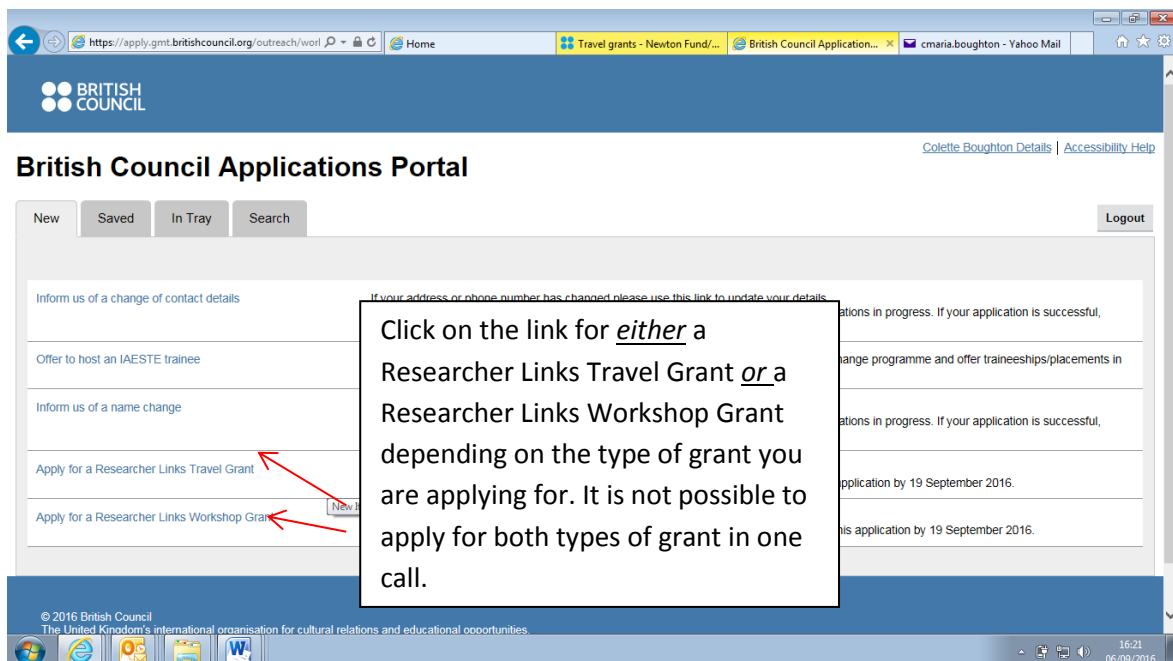 https://apply.gmt.britishcouncil.org/outreach/worl
Home
Travel grants - Newton Fund/...
British Council Application...
cmaria.boughton - Yahoo Mail
BRITISH
COUNCIL
Colette Boughton Details | Accessibility Help
British Council Applications Portal
New Saved In Tray Search Logout
Inform us of a change of contact details
If your address or phone number has changed please use this link to update your details.
ations in progress. If your application is successful,
Offer to host an IAESTE trainee
ange programme and offer traineeships/placements in
Inform us of a name change
ations in progress. If your application is successful,
Apply for a Researcher Links Travel Grant
application by 19 September 2016.
New
Apply for a Researcher Links Workshop Grant
his application by 19 September 2016.
Click on the link for either a
Researcher Links Travel Grant or a
Researcher Links Workshop Grant
depending on the type of grant you
are applying for. It is not possible to
apply for both types of grant in one
call.
© 2016 British Council
The United Kingdom's international organisation for cultural relations and educational opportunities.
16:21
06/09/2016